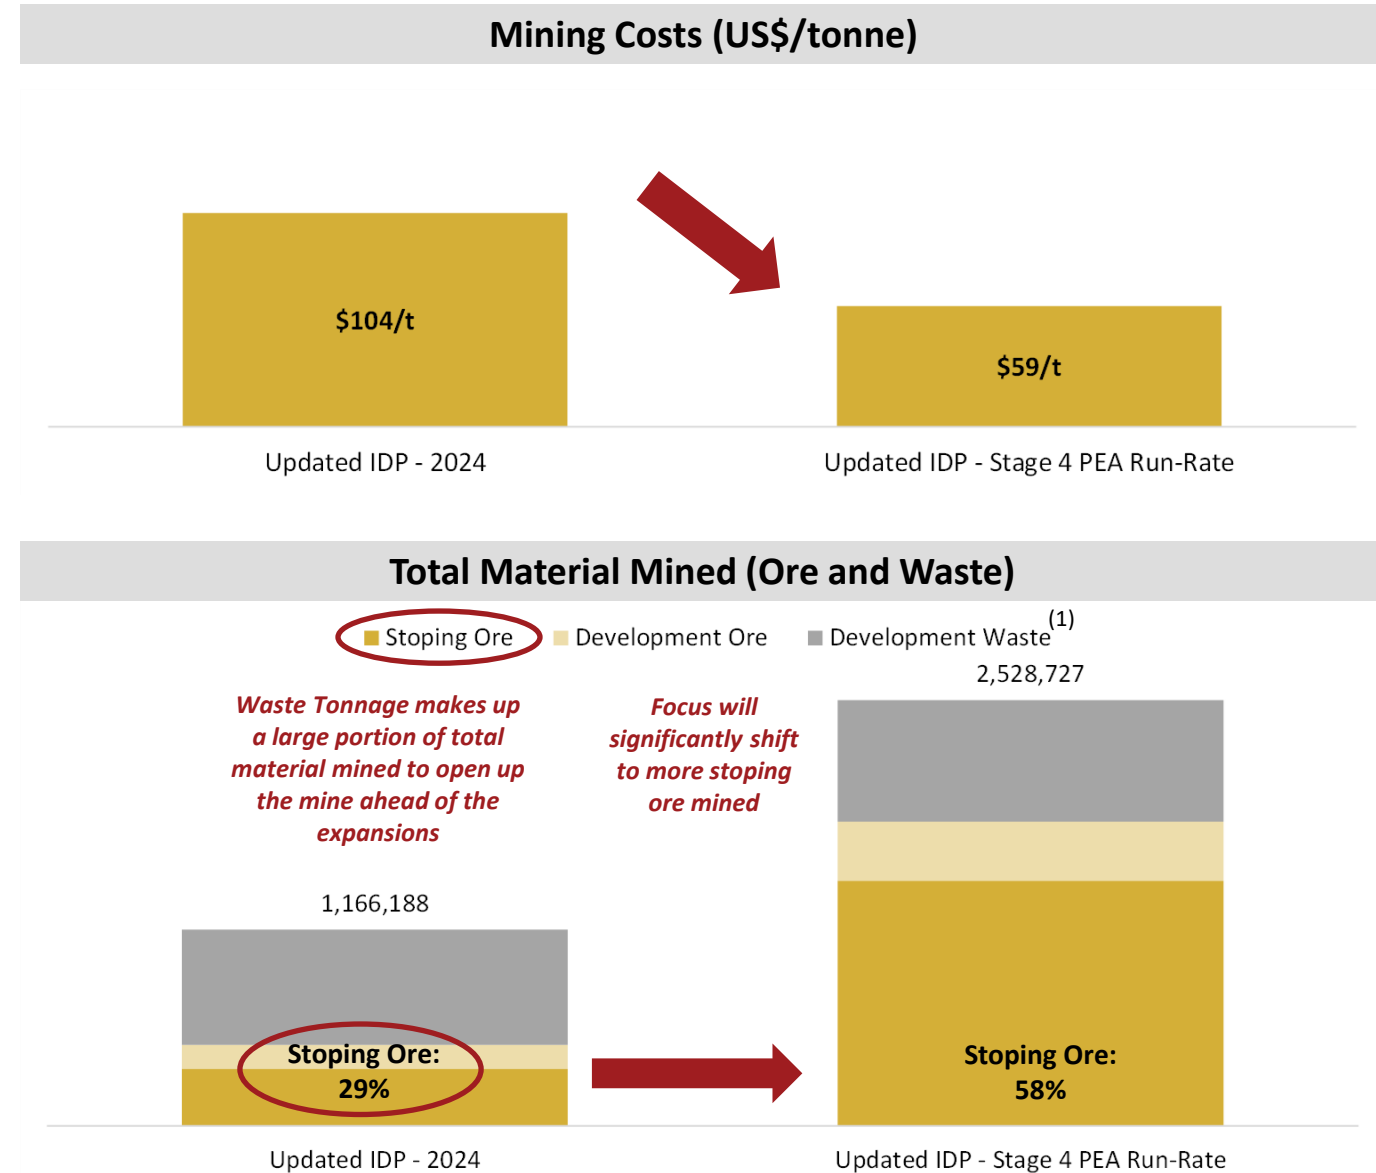 Mining Costs (US$/tonne)
$104/t
$59/t
Updated IDP - 2024
Updated IDP - Stage 4 PEA Run-Rate
Total Material Mined (Ore and Waste)
Stoping Ore
Development Ore
Development Waste(1)
2,528,727
Waste Tonnage makes up
a large portion of total
material mined to open up
the mine ahead of the
expansions
Focus will
significantly shift
to more stoping
ore mined
1,166,188
Stoping Ore:
29%
Stoping Ore:
58%
Updated IDP - 2024
Updated IDP - Stage 4 PEA Run-Rate